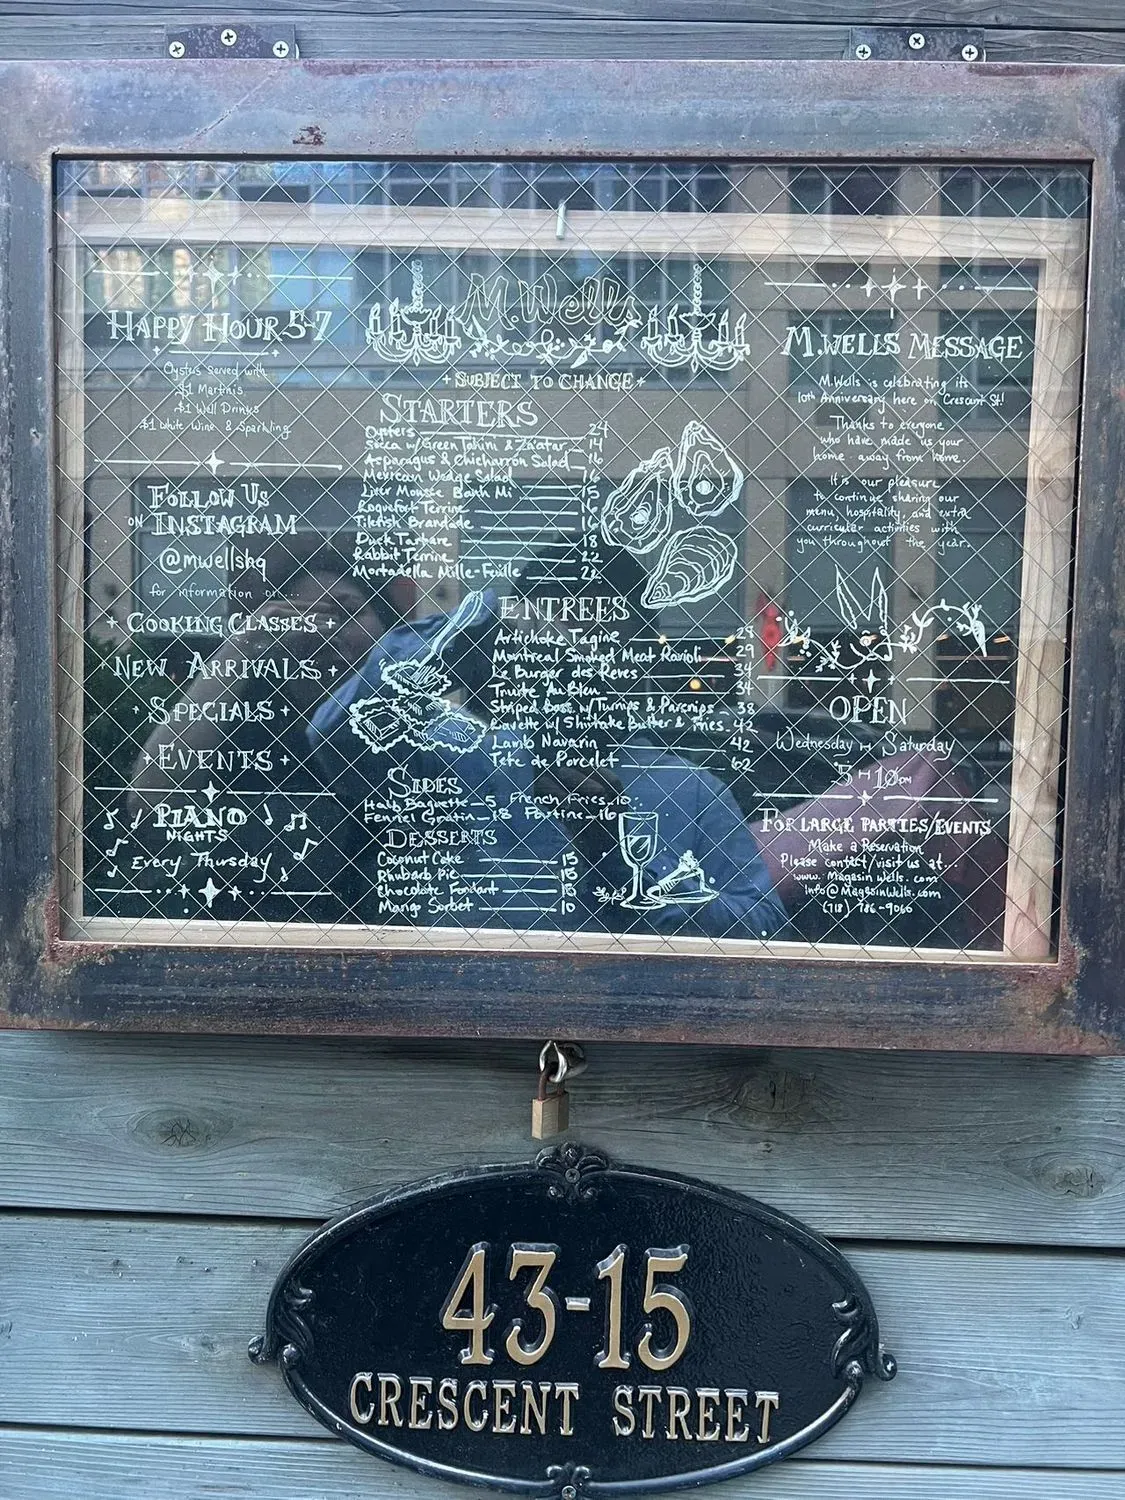 HAPPY HOUR 5-7
Oysters served with
$1 Martinis
$1 Well Drinks
$1 White Wine & Sparkling
FOLLOW US
ON INSTAGRAM
@mwellshq
for information on...
COOKING CLASSES
NEW ARRIVALS
SPECIALS
EVENTS
PIANO
NIGHTS
Every Thursday
M.Wells
SUBJECT TO CHANGE
STARTERS
Oysters 24
Socca w/Green Tahini & Za'atar 14
Asparagus & Chicharrón Salad 16
Mexican Wedge Salad 16
Liver Mousse Banh Mi 15
Roquefort Terrine 16
Tilefish Brandade 16
Duck Tartare 18
Rabbit Terrine 22
Mortadella Mille-Feuille 22
ENTREES
Artichoke Tagine 28
Montreal Smoked Meat Ravioli 29
Le Burger des Reves 34
Truite Au Bleu 34
Striped Bass w/Turnips & Parsnips 38
Bavette w/ Shiitake Butter & Fries 42
Lamb Navarin 42
Tete de Porcelet 62
SIDES
Half Baguette 5 French Fries 10
Fennel Gratin 18 Poutine 16
DESSERTS
Coconut Cake 15
Rhubarb Pie 15
Chocolate Fondant 15
Mango Sorbet 10
M.WELLS MESSAGE
M.Wells is celebrating its
10th Anniversary here on Crescent St!
Thanks to everyone
who have made us your
home away from home.
It is our pleasure
to continue sharing our
menu, hospitality, and extra
curricular activities with
you throughout the year.
OPEN
Wednesday - Saturday
5 - 10PM
FOR LARGE PARTIES/EVENTS
Make a Reservation
Please contact/visit us at...
www.MagasinWells.com
Info@MagasinWells.com
(718) 786-9060
43-15
CRESCENT STREET